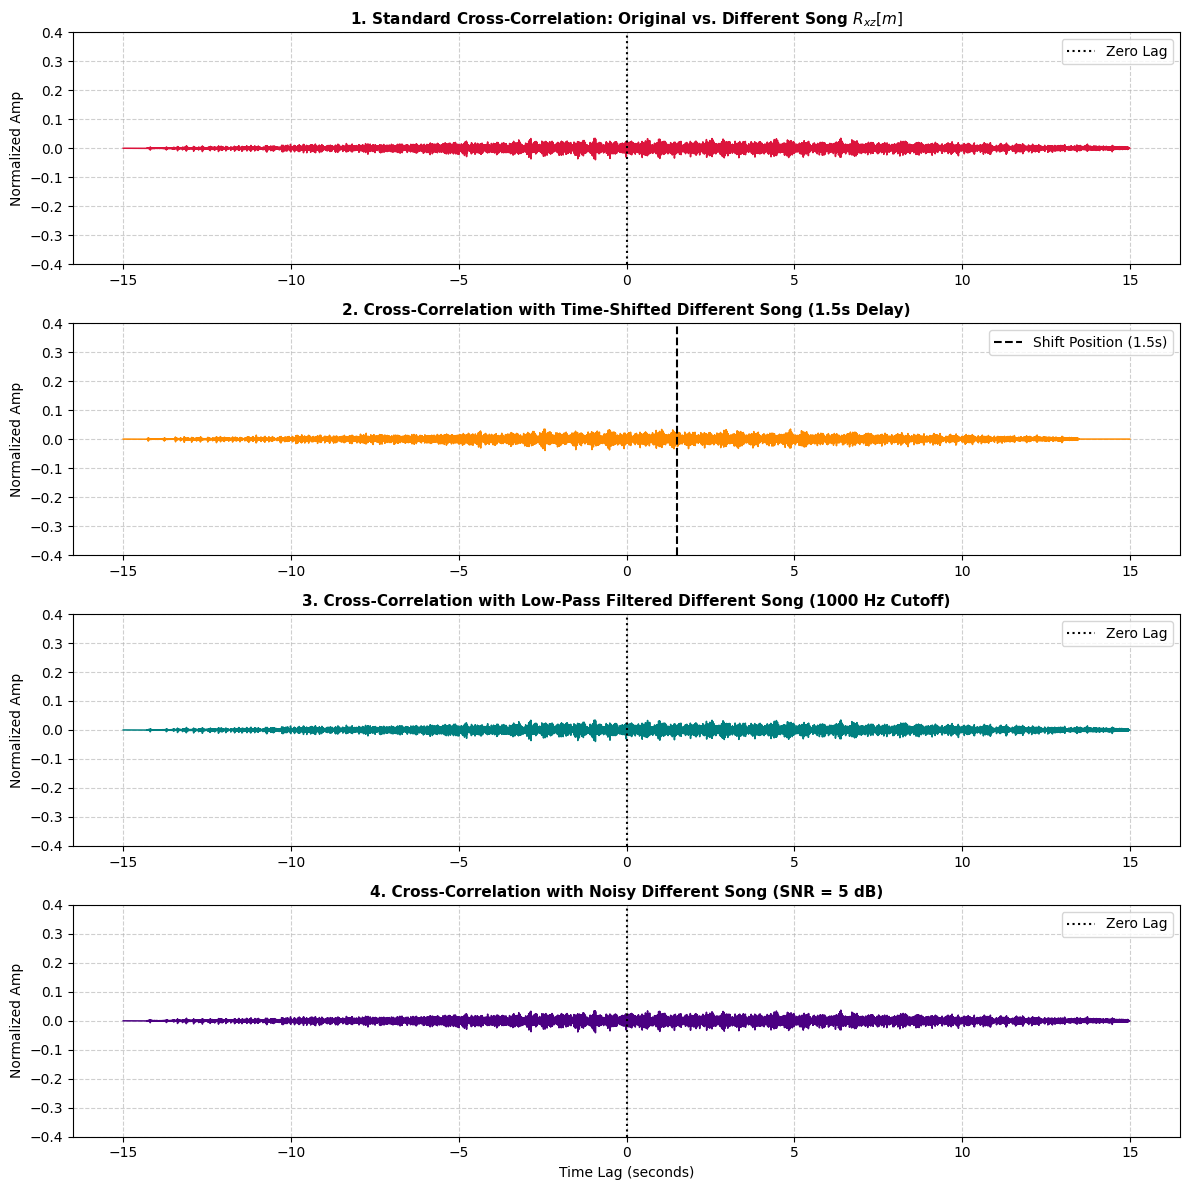 1. Standard Cross-Correlation: Original vs. Different Song Rxz[m]
Normalized Amp
0.4
0.3
0.2
0.1
0.0
−0.1
−0.2
−0.3
−0.4
Zero Lag
−15 −10 −5 0 5 10 15
2. Cross-Correlation with Time-Shifted Different Song (1.5s Delay)
Normalized Amp
0.4
0.3
0.2
0.1
0.0
−0.1
−0.2
−0.3
−0.4
Shift Position (1.5s)
−15 −10 −5 0 5 10 15
3. Cross-Correlation with Low-Pass Filtered Different Song (1000 Hz Cutoff)
Normalized Amp
0.4
0.3
0.2
0.1
0.0
−0.1
−0.2
−0.3
−0.4
Zero Lag
−15 −10 −5 0 5 10 15
4. Cross-Correlation with Noisy Different Song (SNR = 5 dB)
Normalized Amp
0.4
0.3
0.2
0.1
0.0
−0.1
−0.2
−0.3
−0.4
Zero Lag
−15 −10 −5 0 5 10 15
Time Lag (seconds)